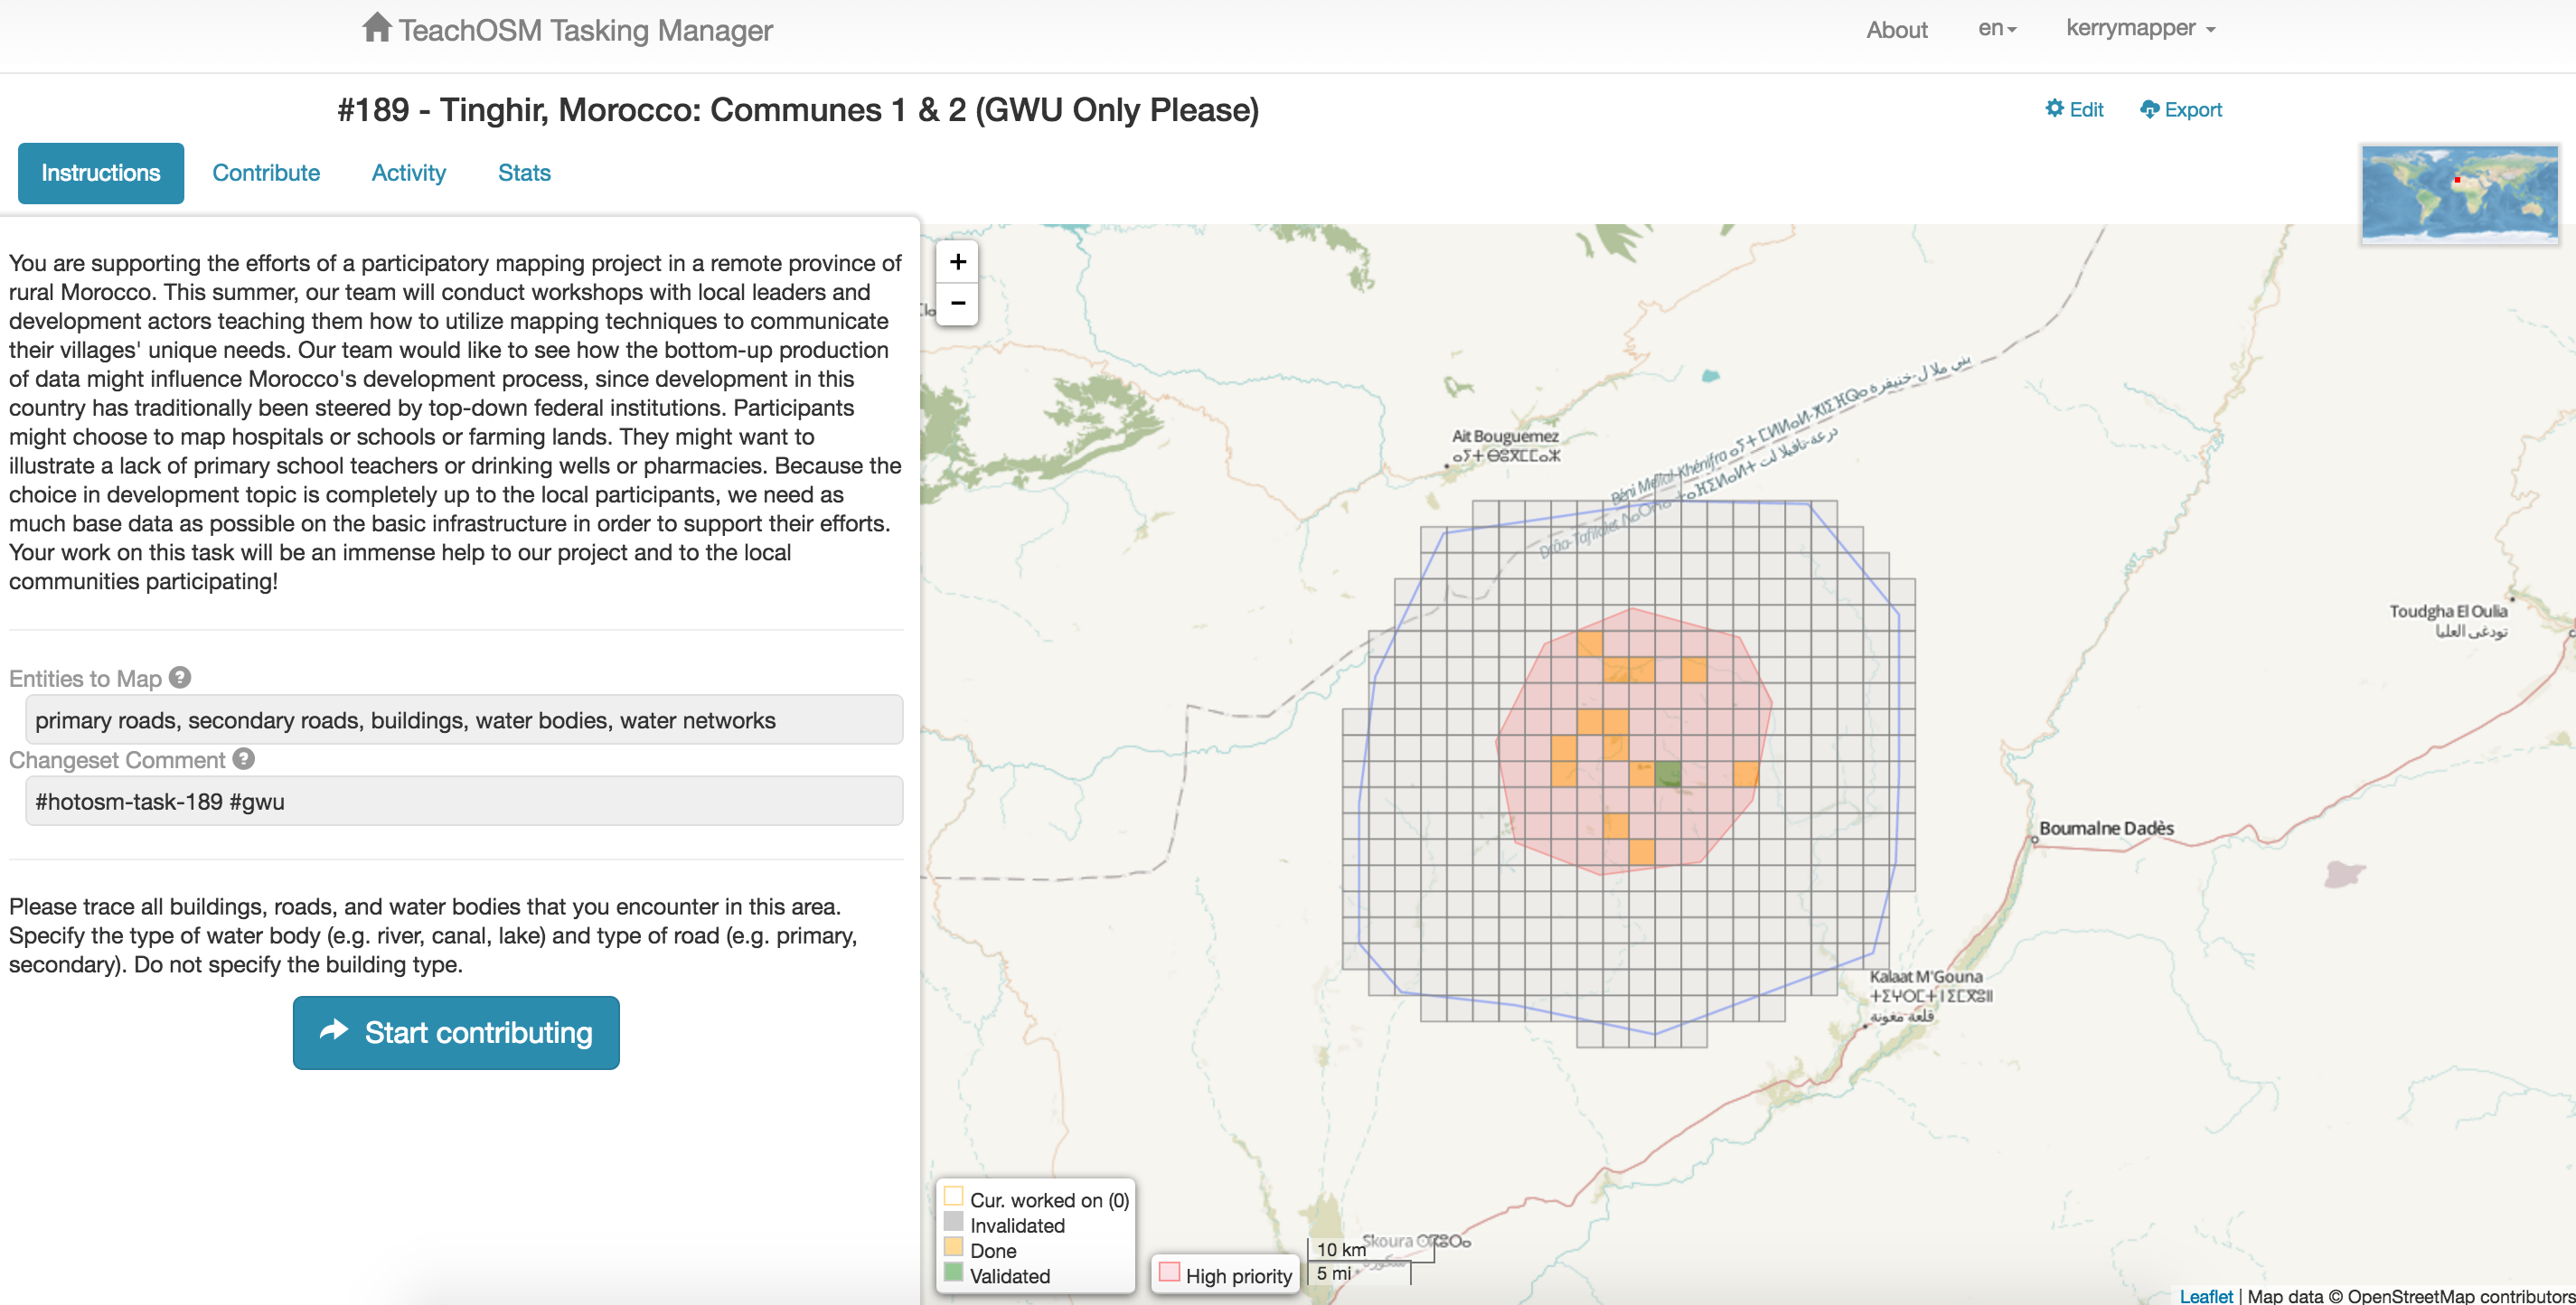 TeachOSM Tasking Manager
About en kerrymapper
#189 - Tinghir, Morocco: Communes 1 & 2 (GWU Only Please)
Edit Export
Instructions Contribute Activity Stats
You are supporting the efforts of a participatory mapping project in a remote province of
rural Morocco. This summer, our team will conduct workshops with local leaders and
development actors teaching them how to utilize mapping techniques to communicate
their villages' unique needs. Our team would like to see how the bottom-up production
of data might influence Morocco's development process, since development in this
country has traditionally been steered by top-down federal institutions. Participants
might choose to map hospitals or schools or farming lands. They might want to
illustrate a lack of primary school teachers or drinking wells or pharmacies. Because the
choice in development topic is completely up to the local participants, we need as
much base data as possible on the basic infrastructure in order to support their efforts.
Your work on this task will be an immense help to our project and to the local
communities participating!
Entities to Map ?
primary roads, secondary roads, buildings, water bodies, water networks
Changeset Comment ?
#hotosm-task-189 #gwu
Please trace all buildings, roads, and water bodies that you encounter in this area.
Specify the type of water body (e.g. river, canal, lake) and type of road (e.g. primary,
secondary). Do not specify the building type.
Start contributing
+
−
Ait Bouguemez
ⴰⵢⵜ ⴱⵓⴳⵎⵎⴰⵣ
Béni Mellal-Khénifra
بني ملال-خنيفرة
Drâa-Tafilalet
درعة-تافيلالت
Toudgha El Oulia
تودغى العليا
Boumalne Dadès
Kalaat M'Gouna
قلعة مغونة
Skoura
Cur. worked on (0)
Invalidated
Done
Validated
High priority
10 km
5 mi
Leaflet | Map data © OpenStreetMap contributors